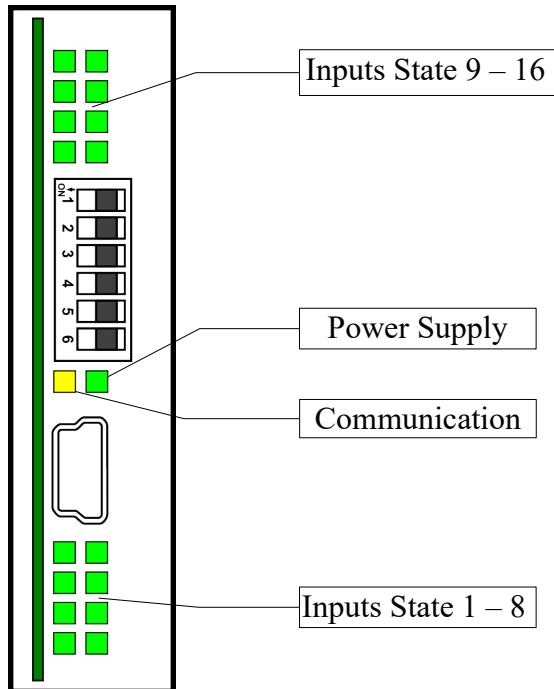 Inputs State 9 – 16
ON
1
2
3
4
5
6
Power Supply
Communication
Inputs State 1 – 8